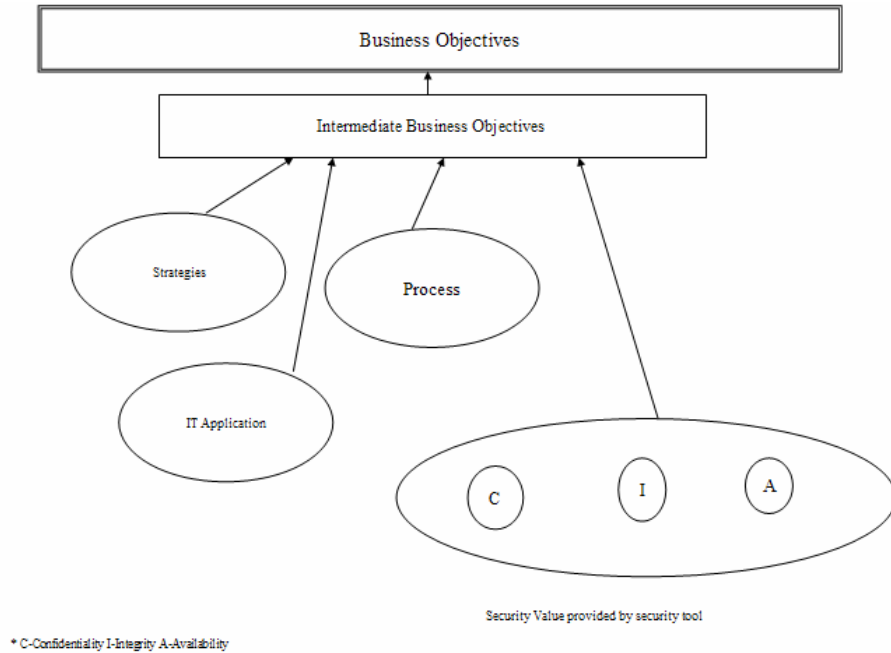 Business Objectives
Intermediate Business Objectives
Strategies
Process
IT Application
C
I
A
Security Value provided by security tool
* C-Confidentiality I-Integrity A-Availability